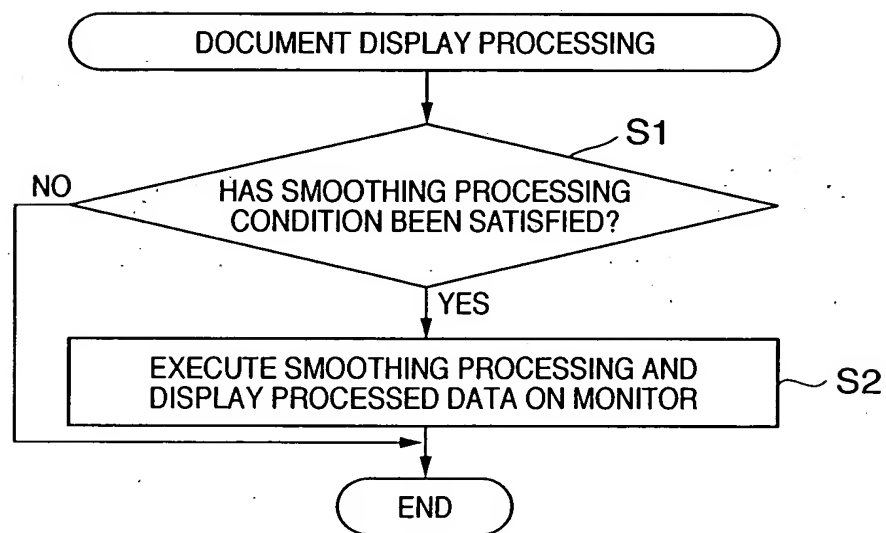 DOCUMENT DISPLAY PROCESSING
S1
NO
HAS SMOOTHING PROCESSING
CONDITION BEEN SATISFIED?
YES
EXECUTE SMOOTHING PROCESSING AND
DISPLAY PROCESSED DATA ON MONITOR
S2
END